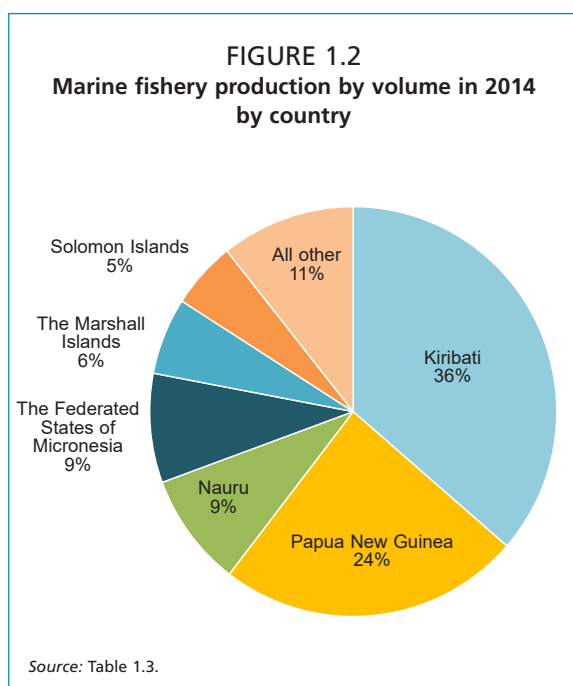 FIGURE 1.2
Marine fishery production by volume in 2014
by country
Solomon Islands
5%
All other
11%
The Marshall
Islands
6%
Kiribati
36%
The Federated
States of
Micronesia
9%
Nauru
9%
Papua New Guinea
24%
Source: Table 1.3.